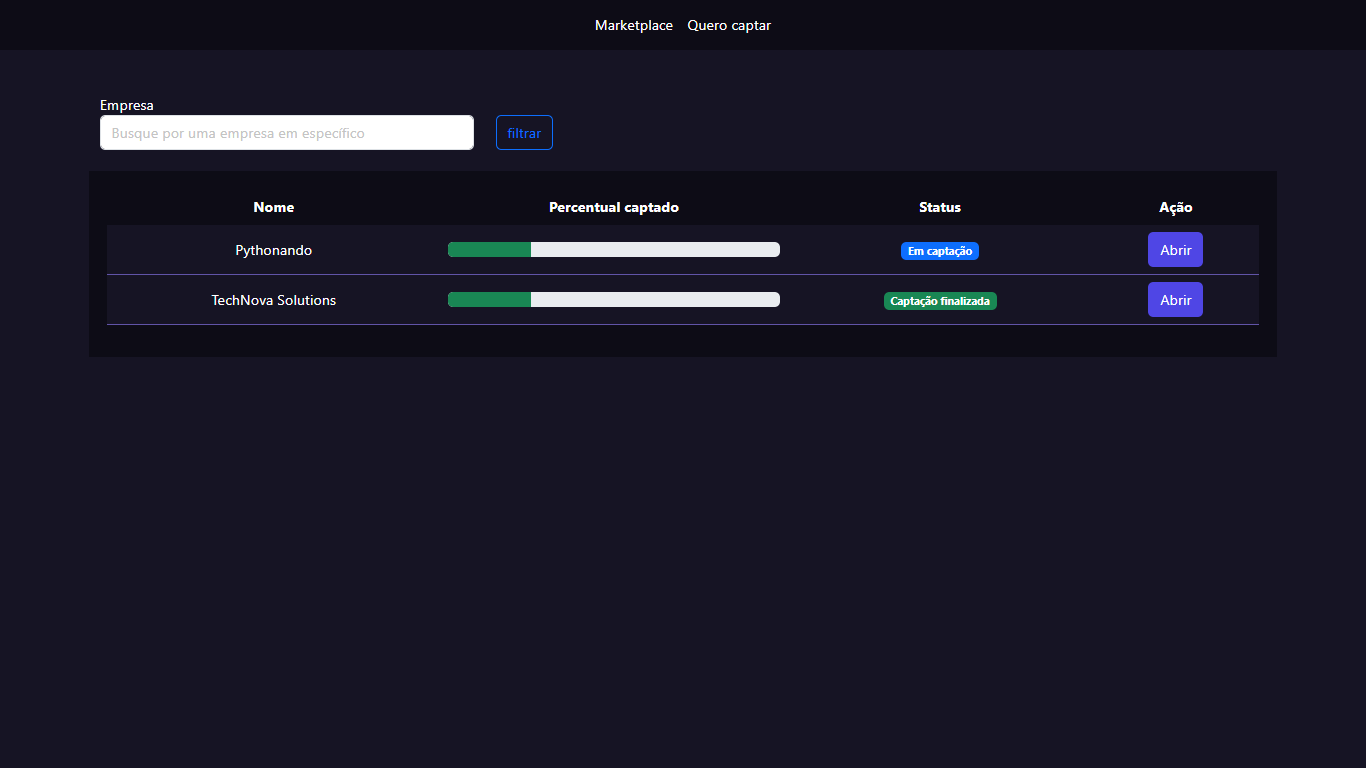 Marketplace Quero captar
Empresa
Busque por uma empresa em específico
filtrar
Nome Percentual captado Status Ação
Pythonando Em captação Abrir
TechNova Solutions Captação finalizada Abrir